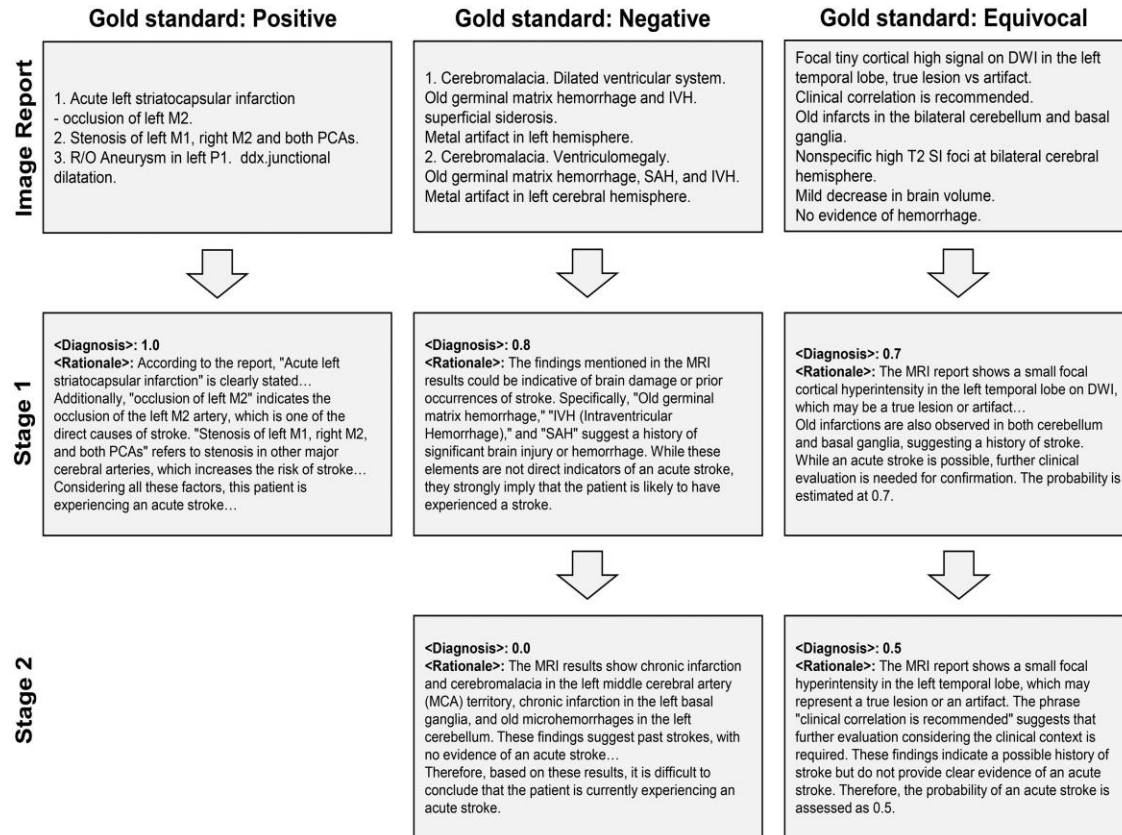 Gold standard: Positive
Gold standard: Negative
Gold standard: Equivocal
Image Report
1. Acute left striatocapsular infarction
- occlusion of left M2.
2. Stenosis of left M1, right M2 and both PCAs.
3. R/O Aneurysm in left P1. ddx.junctional
dilatation.
1. Cerebromalacia. Dilated ventricular system.
Old germinal matrix hemorrhage and IVH.
superficial siderosis.
Metal artifact in left hemisphere.
2. Cerebromalacia. Ventriculomegaly.
Old germinal matrix hemorrhage, SAH, and IVH.
Metal artifact in left cerebral hemisphere.
Focal tiny cortical high signal on DWI in the left
temporal lobe, true lesion vs artifact.
Clinical correlation is recommended.
Old infarcts in the bilateral cerebellum and basal
ganglia.
Nonspecific high T2 SI foci at bilateral cerebral
hemisphere.
Mild decrease in brain volume.
No evidence of hemorrhage.
Stage 1
<Diagnosis>: 1.0
<Rationale>: According to the report, "Acute left
striatocapsular infarction" is clearly stated…
Additionally, "occlusion of left M2" indicates the
occlusion of the left M2 artery, which is one of the
direct causes of stroke. "Stenosis of left M1, right M2,
and both PCAs" refers to stenosis in other major
cerebral arteries, which increases the risk of stroke…
Considering all these factors, this patient is
experiencing an acute stroke…
<Diagnosis>: 0.8
<Rationale>: The findings mentioned in the MRI
results could be indicative of brain damage or prior
occurrences of stroke. Specifically, "Old germinal
matrix hemorrhage," "IVH (Intraventricular
Hemorrhage)," and "SAH" suggest a history of
significant brain injury or hemorrhage. While these
elements are not direct indicators of an acute stroke,
they strongly imply that the patient is likely to have
experienced a stroke.
<Diagnosis>: 0.7
<Rationale>: The MRI report shows a small focal
cortical hyperintensity in the left temporal lobe on DWI,
which may be a true lesion or artifact…
Old infarctions are also observed in both cerebellum
and basal ganglia, suggesting a history of stroke.
While an acute stroke is possible, further clinical
evaluation is needed for confirmation. The probability is
estimated at 0.7.
Stage 2
<Diagnosis>: 0.0
<Rationale>: The MRI results show chronic infarction
and cerebromalacia in the left middle cerebral artery
(MCA) territory, chronic infarction in the left basal
ganglia, and old microhemorrhages in the left
cerebellum. These findings suggest past strokes, with
no evidence of an acute stroke…
Therefore, based on these results, it is difficult to
conclude that the patient is currently experiencing an
acute stroke.
<Diagnosis>: 0.5
<Rationale>: The MRI report shows a small focal
hyperintensity in the left temporal lobe, which may
represent a true lesion or an artifact. The phrase
"clinical correlation is recommended" suggests that
further evaluation considering the clinical context is
required. These findings indicate a possible history of
stroke but do not provide clear evidence of an acute
stroke. Therefore, the probability of an acute stroke is
assessed as 0.5.